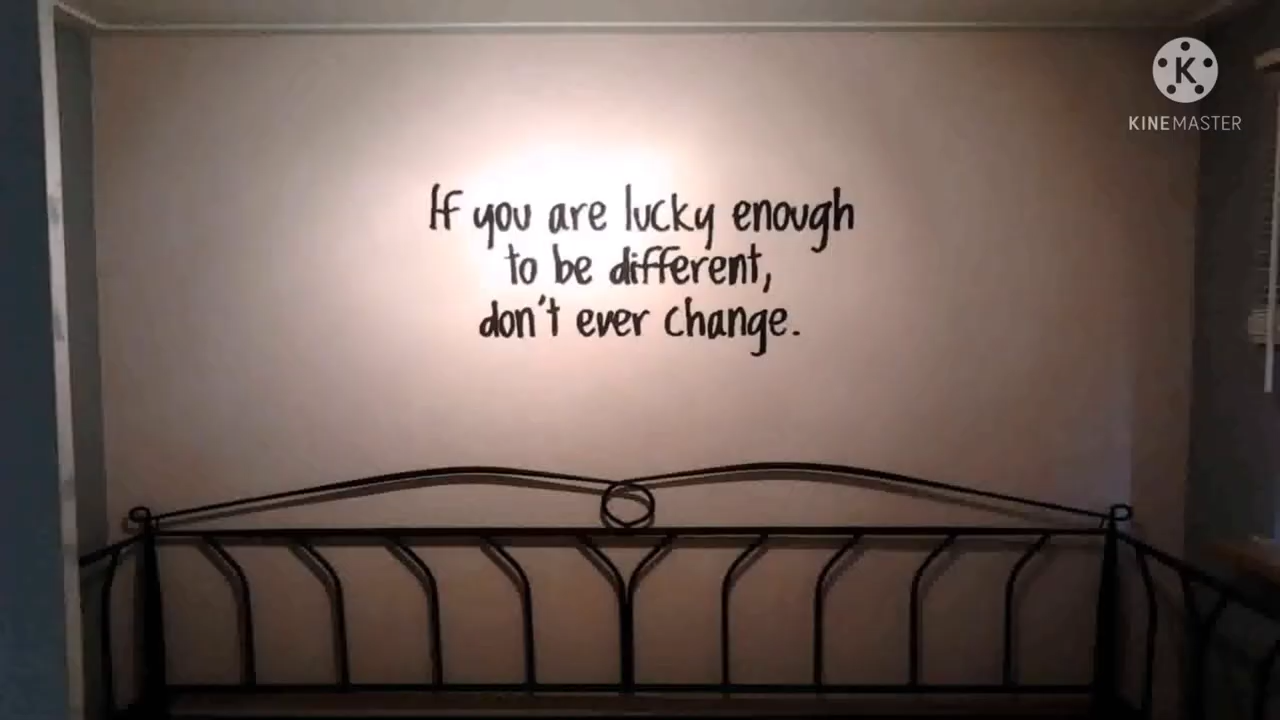 If you are lucky enough
to be different,
don't ever change.
K
KINEMASTER